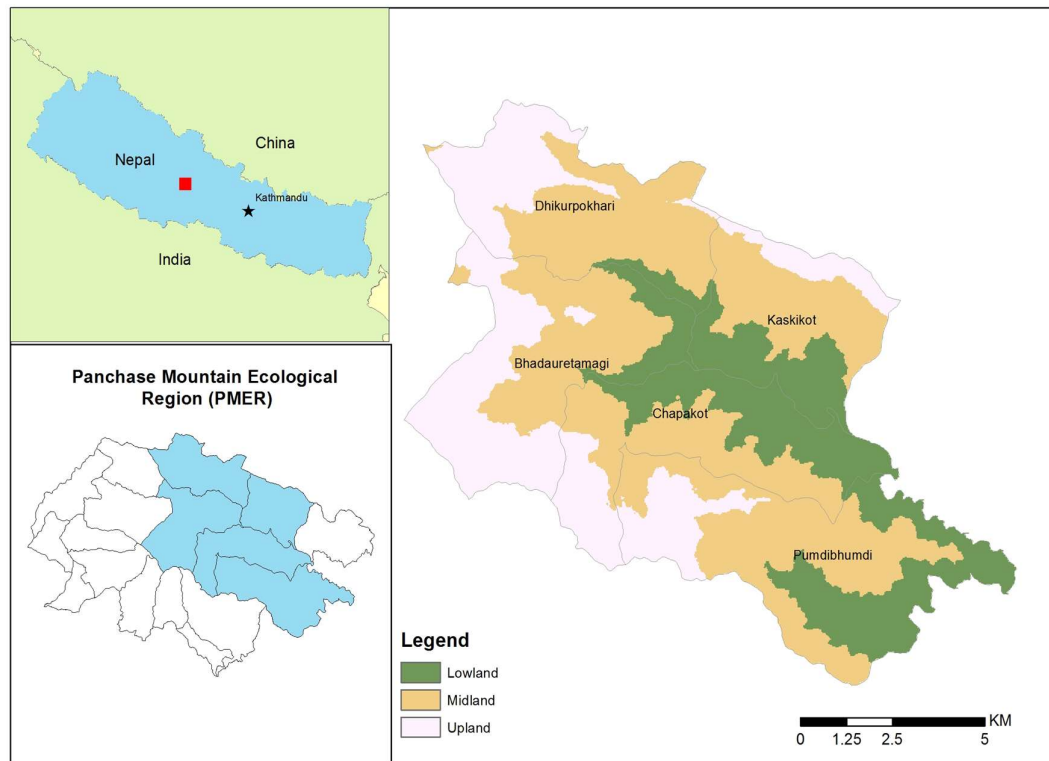 China
Nepal
Kathmandu
India
Panchase Mountain Ecological
Region (PMER)
Dhikurpokhari
Kaskikot
Bhadauretamagi
Chapakot
Pumdibhumdi
Legend
Lowland
Midland
Upland
KM
0 1.25 2.5 5